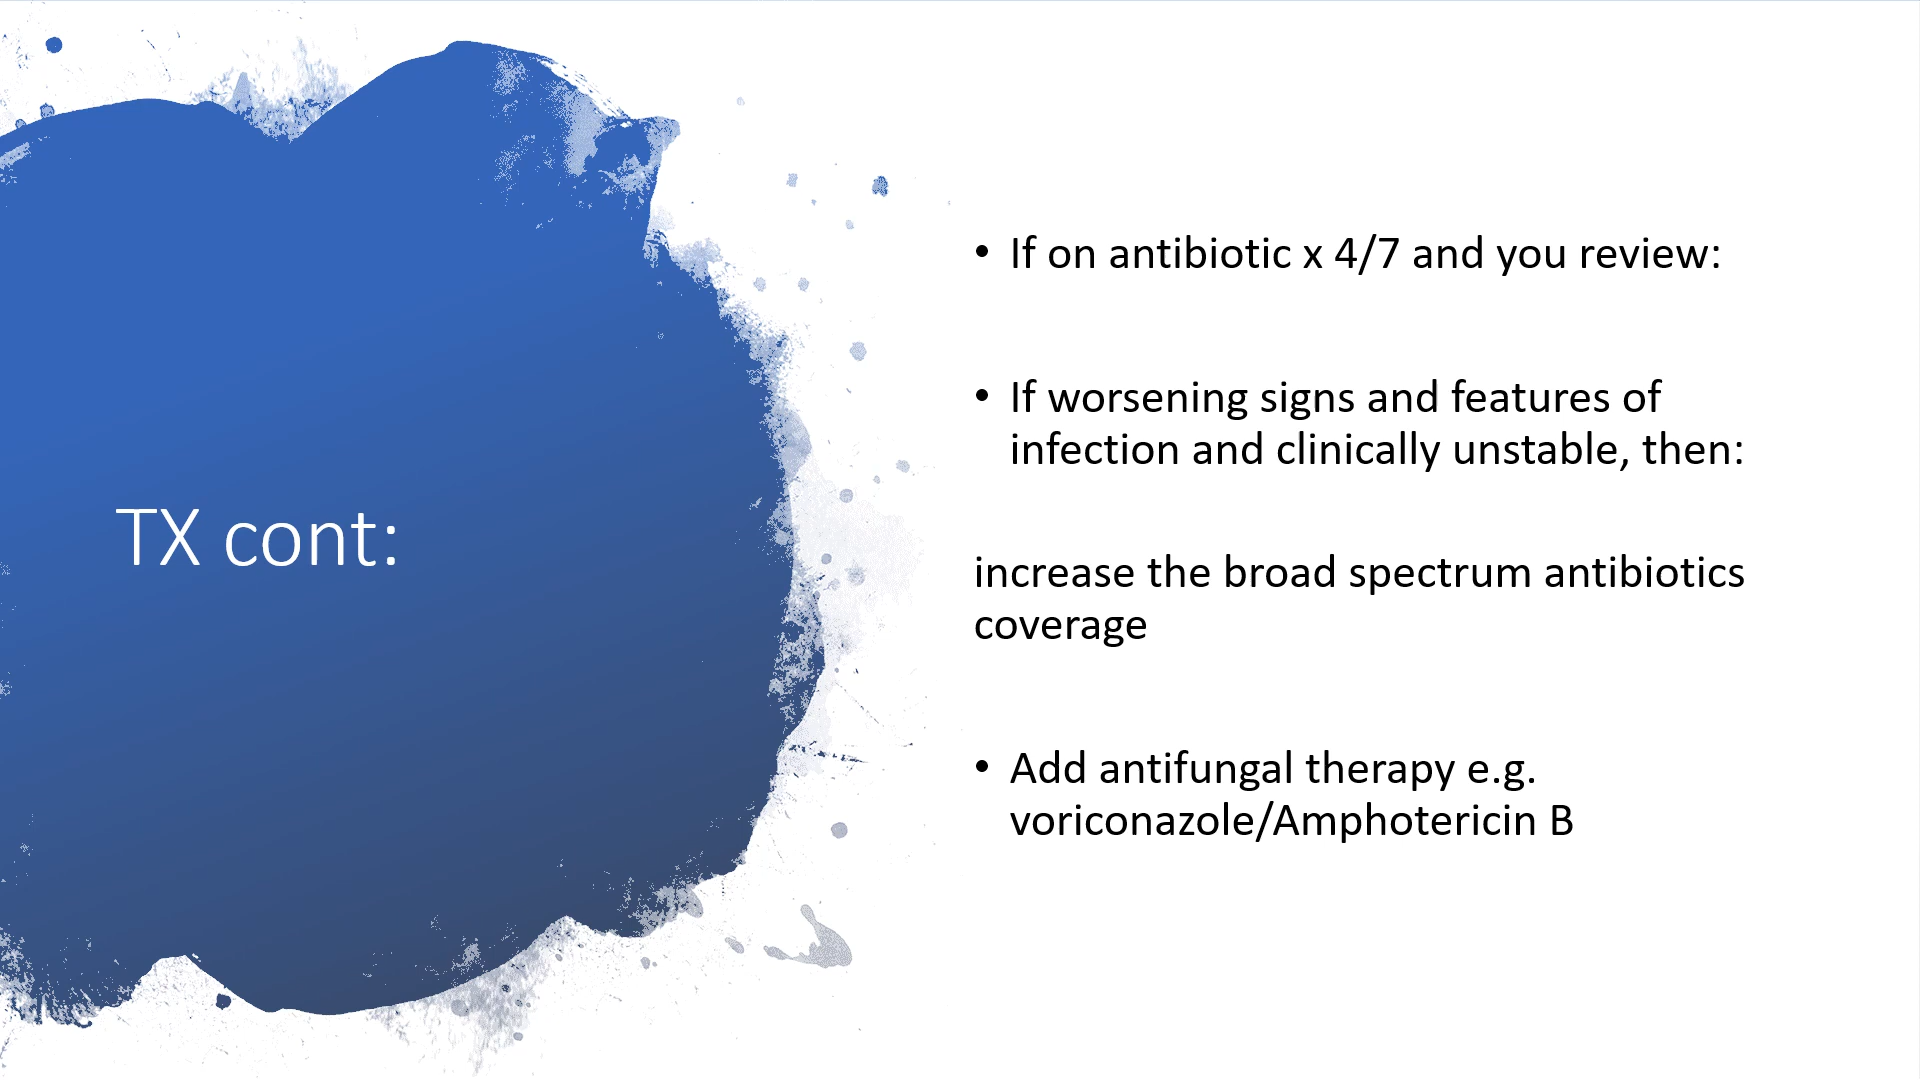 TX cont:
• If on antibiotic x 4/7 and you review:
• If worsening signs and features of
infection and clinically unstable, then:
increase the broad spectrum antibiotics
coverage
• Add antifungal therapy e.g.
voriconazole/Amphotericin B